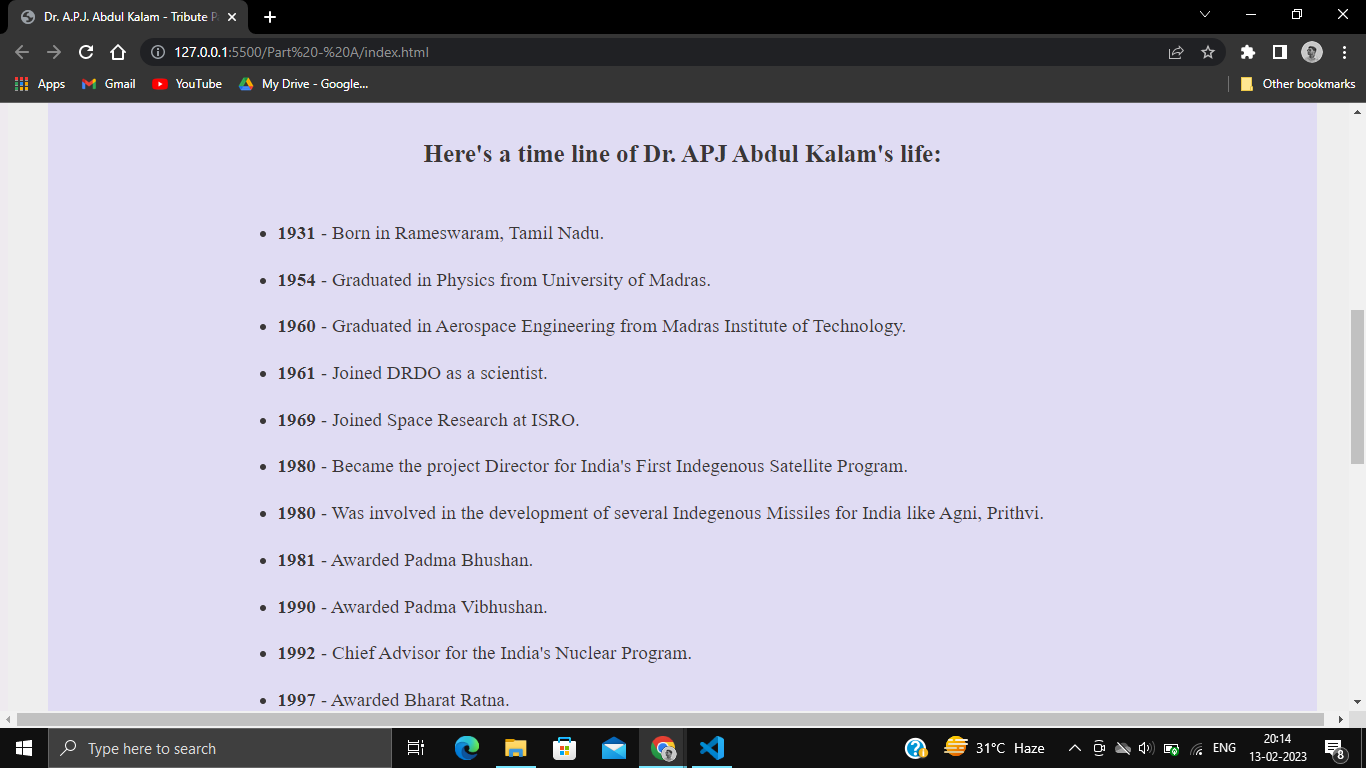 Dr. A.P.J. Abdul Kalam - Tribute P
127.0.0.1:5500/Part%20-%20A/index.html
Apps Gmail YouTube My Drive - Google... Other bookmarks
Here's a time line of Dr. APJ Abdul Kalam's life:
1931 - Born in Rameswaram, Tamil Nadu.
1954 - Graduated in Physics from University of Madras.
1960 - Graduated in Aerospace Engineering from Madras Institute of Technology.
1961 - Joined DRDO as a scientist.
1969 - Joined Space Research at ISRO.
1980 - Became the project Director for India's First Indegenous Satellite Program.
1980 - Was involved in the development of several Indegenous Missiles for India like Agni, Prithvi.
1981 - Awarded Padma Bhushan.
1990 - Awarded Padma Vibhushan.
1992 - Chief Advisor for the India's Nuclear Program.
1997 - Awarded Bharat Ratna.
Type here to search 31°C Haze ENG 20:14
13-02-2023 8